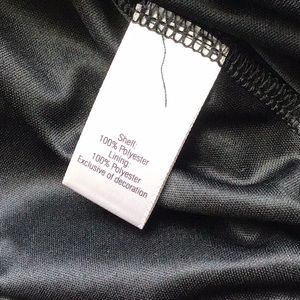 Shell:
100% Polyester
Lining:
100% Polyester
Exclusive of decoration